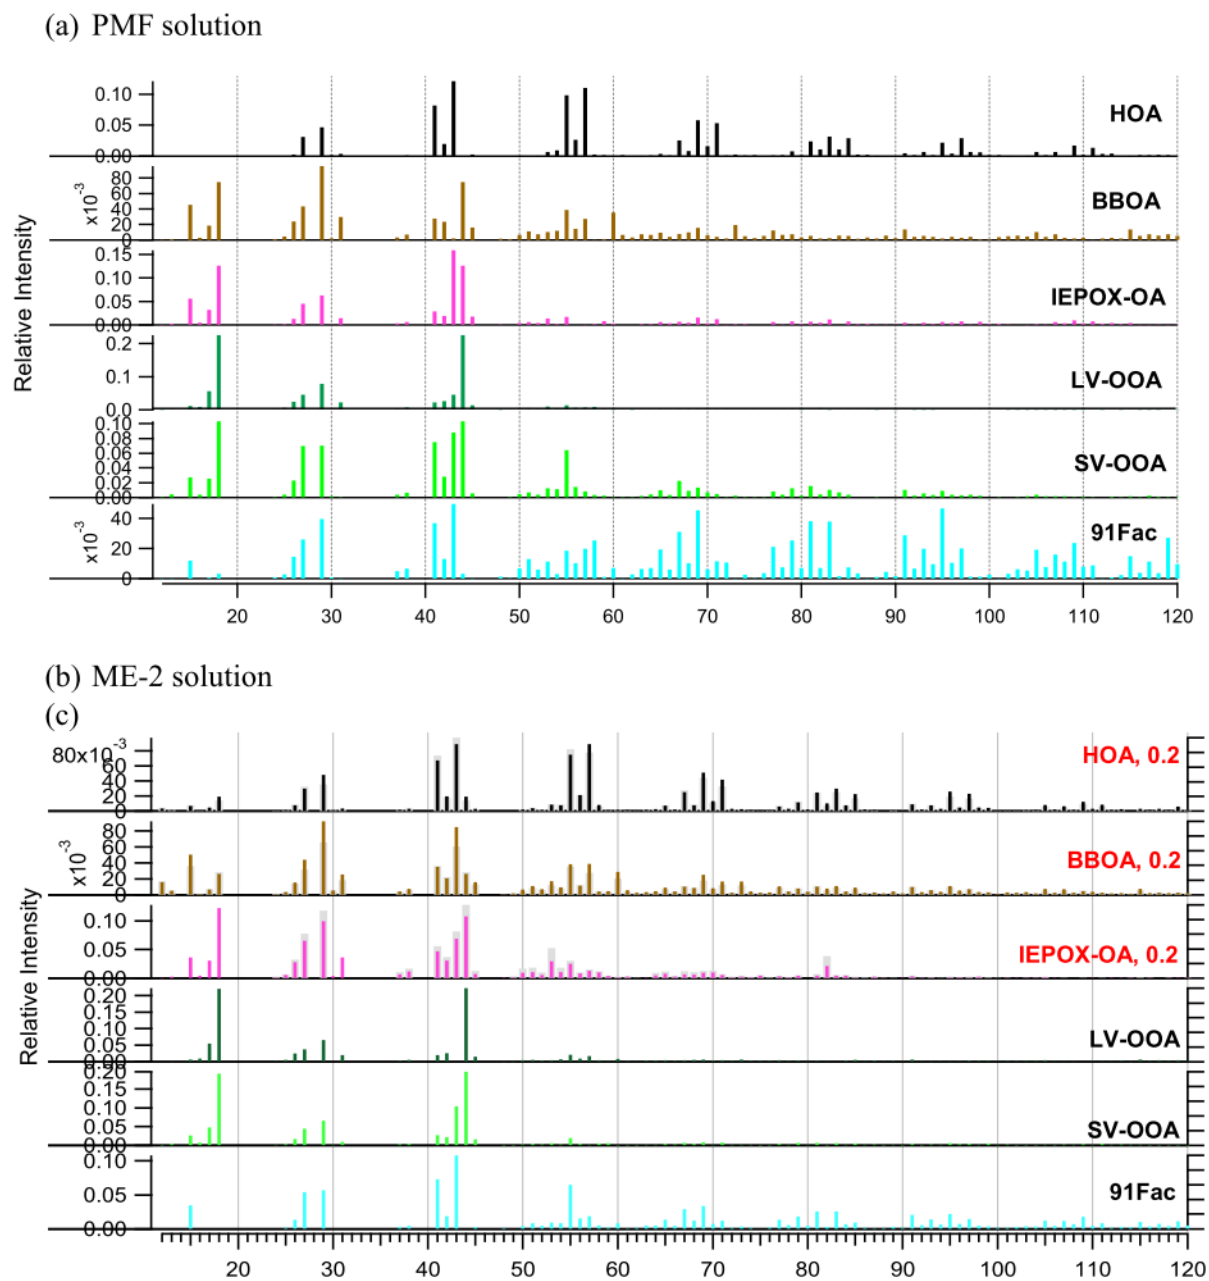 (a) PMF solution
Relative Intensity
0.10
0.05
0.00
HOA
x10⁻³
80
60
40
20
0
BBOA
0.15
0.10
0.05
0.00
IEPOX-OA
0.2
0.1
0.0
LV-OOA
0.10
0.08
0.06
0.04
0.02
0.00
SV-OOA
x10⁻³
40
20
0
91Fac
20 30 40 50 60 70 80 90 100 110 120
(b) ME-2 solution
(c)
Relative Intensity
80x10⁻³
60
40
20
0
HOA, 0.2
x10⁻³
80
60
40
20
0
BBOA, 0.2
0.10
0.05
0.00
IEPOX-OA, 0.2
0.20
0.15
0.10
0.05
0.00
LV-OOA
0.20
0.15
0.10
0.05
0.00
SV-OOA
0.10
0.05
0.00
91Fac
20 30 40 50 60 70 80 90 100 110 120